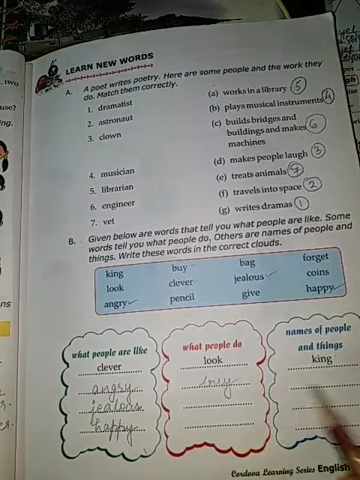 LEARN NEW WORDS
A. A poet writes poetry. Here are some people and the work they
do. Match them correctly.
1. dramatist (a) works in a library 5
2. astronaut (b) plays musical instruments 4
3. clown (c) builds bridges and
buildings and makes 6
machines
4. musician (d) makes people laugh 3
5. librarian (e) treats animals 7
6. engineer (f) travels into space 2
7. vet (g) writes dramas 1
B. Given below are words that tell you what people are like. Some
words tell you what people do. Others are names of people and
things. Write these words in the correct clouds.
king buy bag forget
look clever jealous coins
angry pencil give happy
what people are like
clever
angry
jealous
happy
what people do
look
names of people
and things
king
Cordova Learning Series English
two
use?
ing.
ns